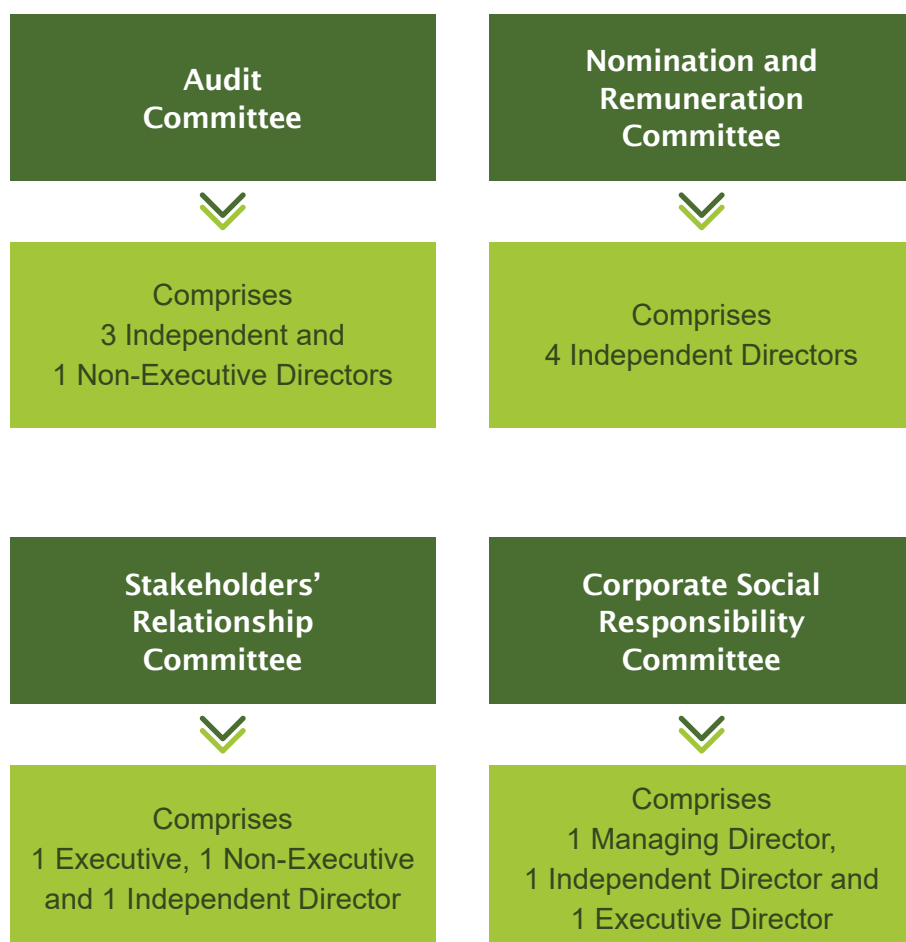 Audit
Committee
Comprises
3 Independent and
1 Non-Executive Directors
Nomination and
Remuneration
Committee
Comprises
4 Independent Directors
Stakeholders’
Relationship
Committee
Comprises
1 Executive, 1 Non-Executive
and 1 Independent Director
Corporate Social
Responsibility
Committee
Comprises
1 Managing Director,
1 Independent Director and
1 Executive Director